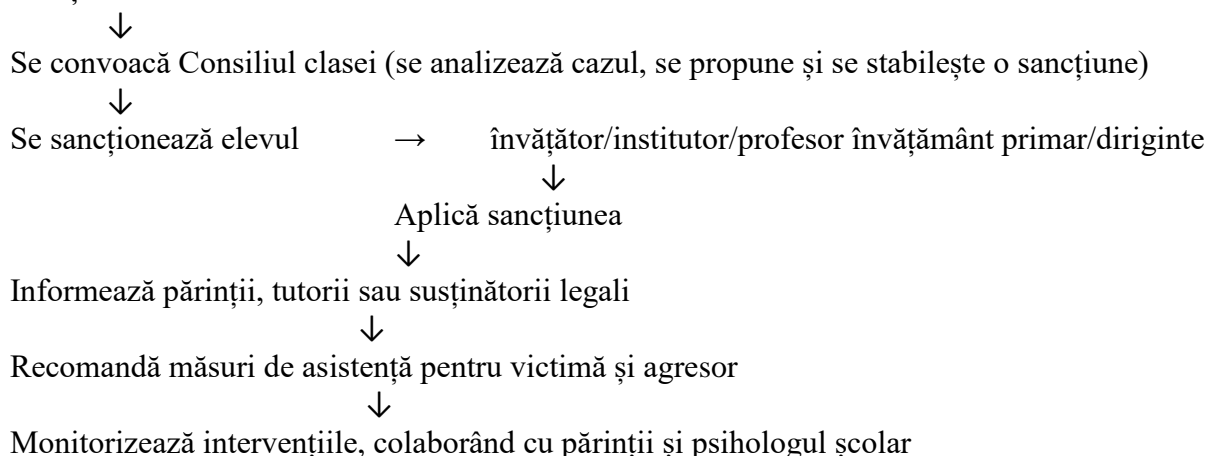 ↓
Se convoacă Consiliul clasei (se analizează cazul, se propune și se stabilește o sancțiune)
↓
Se sancționează elevul → învățător/institutor/profesor învățământ primar/diriginte
↓
Aplică sancțiunea
↓
Informează părinții, tutorii sau susținătorii legali
↓
Recomandă măsuri de asistență pentru victimă și agresor
↓
Monitorizează intervențiile, colaborând cu părinții și psihologul școlar